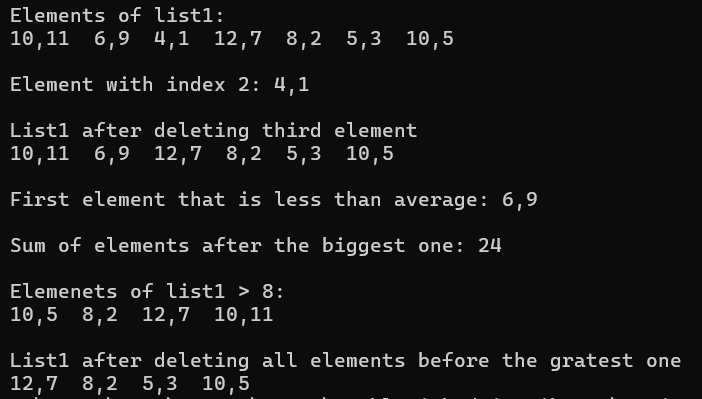 Elements of list1:
10,11  6,9  4,1  12,7  8,2  5,3  10,5
Element with index 2: 4,1
List1 after deleting third element
10,11  6,9  12,7  8,2  5,3  10,5
First element that is less than average: 6,9
Sum of elements after the biggest one: 24
Elemenets of list1 > 8:
10,5  8,2  12,7  10,11
List1 after deleting all elements before the gratest one
12,7  8,2  5,3  10,5